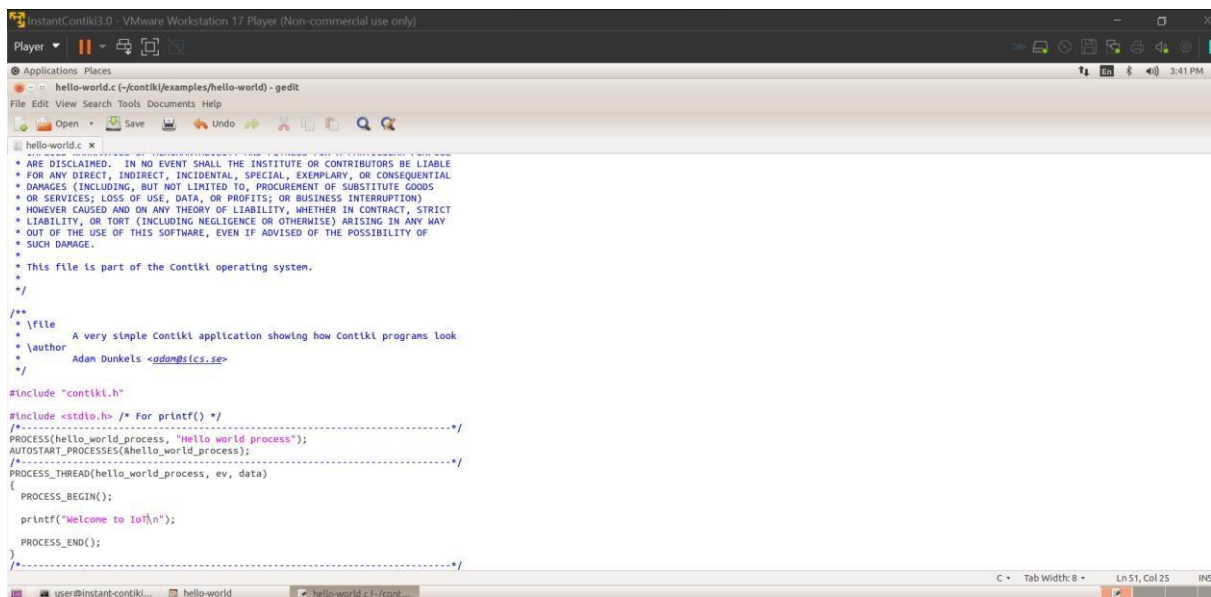 InstantContiki3.0 - VMware Workstation 17 Player (Non-commercial use only)
Player
Applications Places
En 3:41 PM
hello-world.c (~/contiki/examples/hello-world) - gedit
File Edit View Search Tools Documents Help
Open Save Undo
hello-world.c
* ARE DISCLAIMED. IN NO EVENT SHALL THE INSTITUTE OR CONTRIBUTORS BE LIABLE
* FOR ANY DIRECT, INDIRECT, INCIDENTAL, SPECIAL, EXEMPLARY, OR CONSEQUENTIAL
* DAMAGES (INCLUDING, BUT NOT LIMITED TO, PROCUREMENT OF SUBSTITUTE GOODS
* OR SERVICES; LOSS OF USE, DATA, OR PROFITS; OR BUSINESS INTERRUPTION)
* HOWEVER CAUSED AND ON ANY THEORY OF LIABILITY, WHETHER IN CONTRACT, STRICT
* LIABILITY, OR TORT (INCLUDING NEGLIGENCE OR OTHERWISE) ARISING IN ANY WAY
* OUT OF THE USE OF THIS SOFTWARE, EVEN IF ADVISED OF THE POSSIBILITY OF
* SUCH DAMAGE.
*
* This file is part of the Contiki operating system.
*
*/
/**
* \file
* A very simple Contiki application showing how Contiki programs look
* \author
* Adam Dunkels <adam@sics.se>
*/
#include "contiki.h"
#include <stdio.h> /* For printf() */
/*---------------------------------------------------------------------------*/
PROCESS(hello_world_process, "Hello world process");
AUTOSTART_PROCESSES(&hello_world_process);
/*---------------------------------------------------------------------------*/
PROCESS_THREAD(hello_world_process, ev, data)
{
PROCESS_BEGIN();
printf("Welcome to IoT\n");
PROCESS_END();
}
/*---------------------------------------------------------------------------*/
C Tab Width: 8 Ln 51, Col 25 INS
user@instant-contiki... hello-world hello-world.c (~/cont...